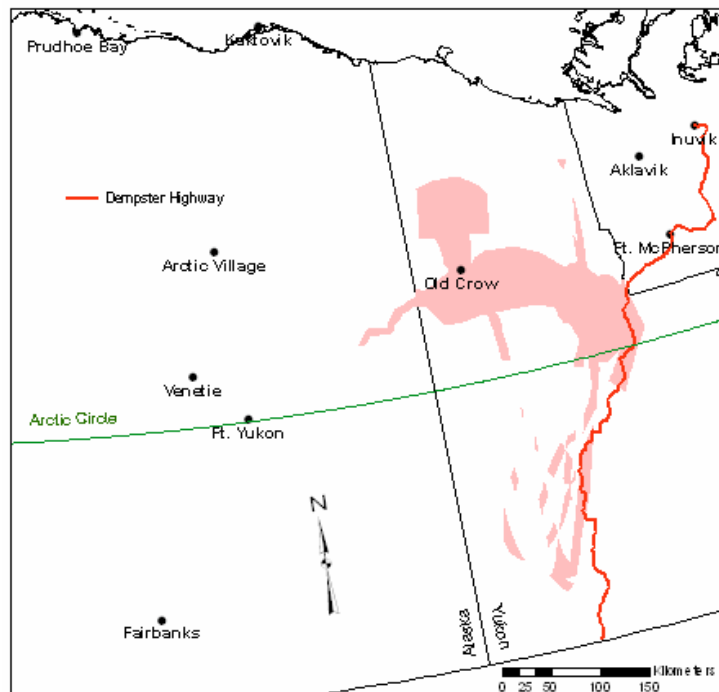 Prudhoe Bay
Kaktovik
Inuvik
Aklavik
Dempster Highway
Ft. McPherson
Arctic Village
Old Crow
Venetie
Arctic Circle
Ft. Yukon
N
Fairbanks
Alaska
Yukon
Kilometers
0 25 50 100 150